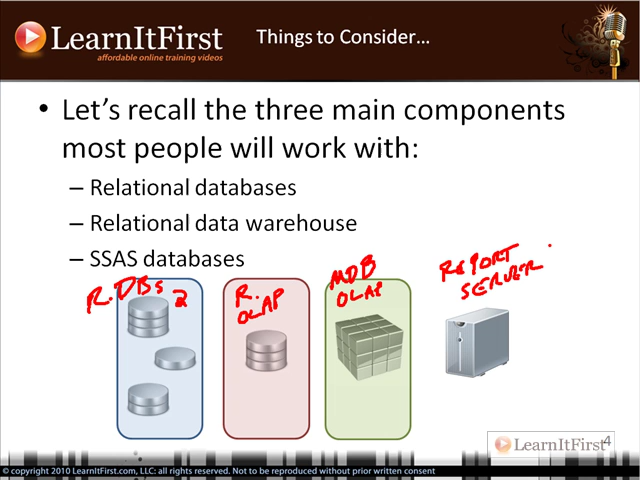 LearnItFirst
affordable online training videos
Things to Consider…
• Let's recall the three main components
most people will work with:
– Relational databases
– Relational data warehouse
– SSAS databases
R.DBs
2
R.
OLAP
MDB
OLAP
REPORT
SERVER
LearnItFirst
4
© copyright 2010 LearnItFirst.com, LLC: all rights reserved. Not to be reproduced without prior written consent